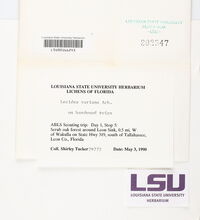 203547
LOUISIANA STATE UNIVERSITY HERBARIUM
LICHENS OF FLORIDA
Lecidea varians Ach.
on hardwood twigs
ABLS Scouting trip: Day 1, Stop 5
Scrub oak forest around Leon Sink, 0.5 mi. W
of Wakulla on State Hwy 319, south of Tallahassee,
Leon Co., Florida
Coll. Shirley Tucker
Date: May 3, 1990
LSU
LOUISIANA STATE UNIVERSITY
HERBARIUM